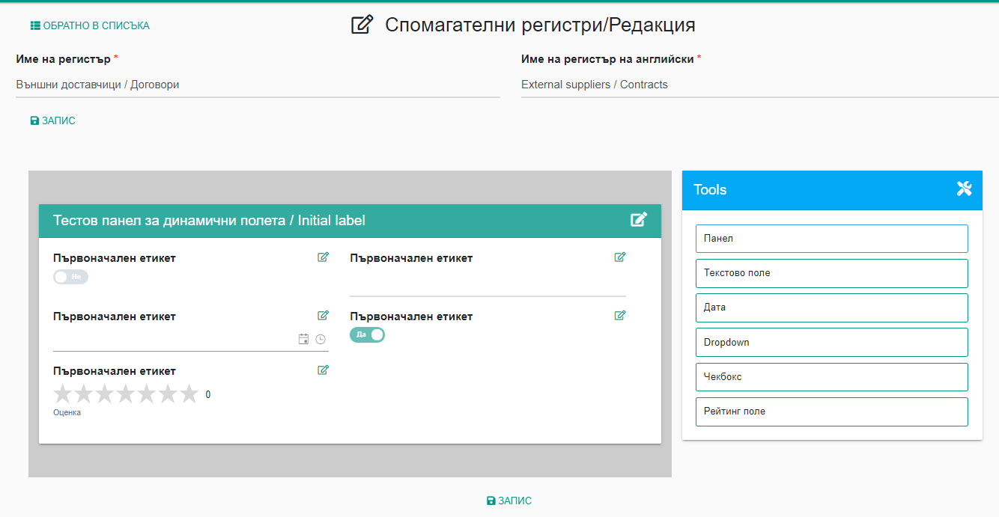 ОБРАТНО В СПИСЪКА
Спомагателни регистри/Редакция
Име на регистър *
Име на регистър на английски *
Външни доставчици / Договори
External suppliers / Contracts
ЗАПИС
Тестов панел за динамични полета / Initial label
Първоначален етикет
Не
Първоначален етикет
Първоначален етикет
Първоначален етикет
Да
Първоначален етикет
0
Оценка
Tools
Панел
Текстово поле
Дата
Dropdown
Чекбокс
Рейтинг поле
ЗАПИС